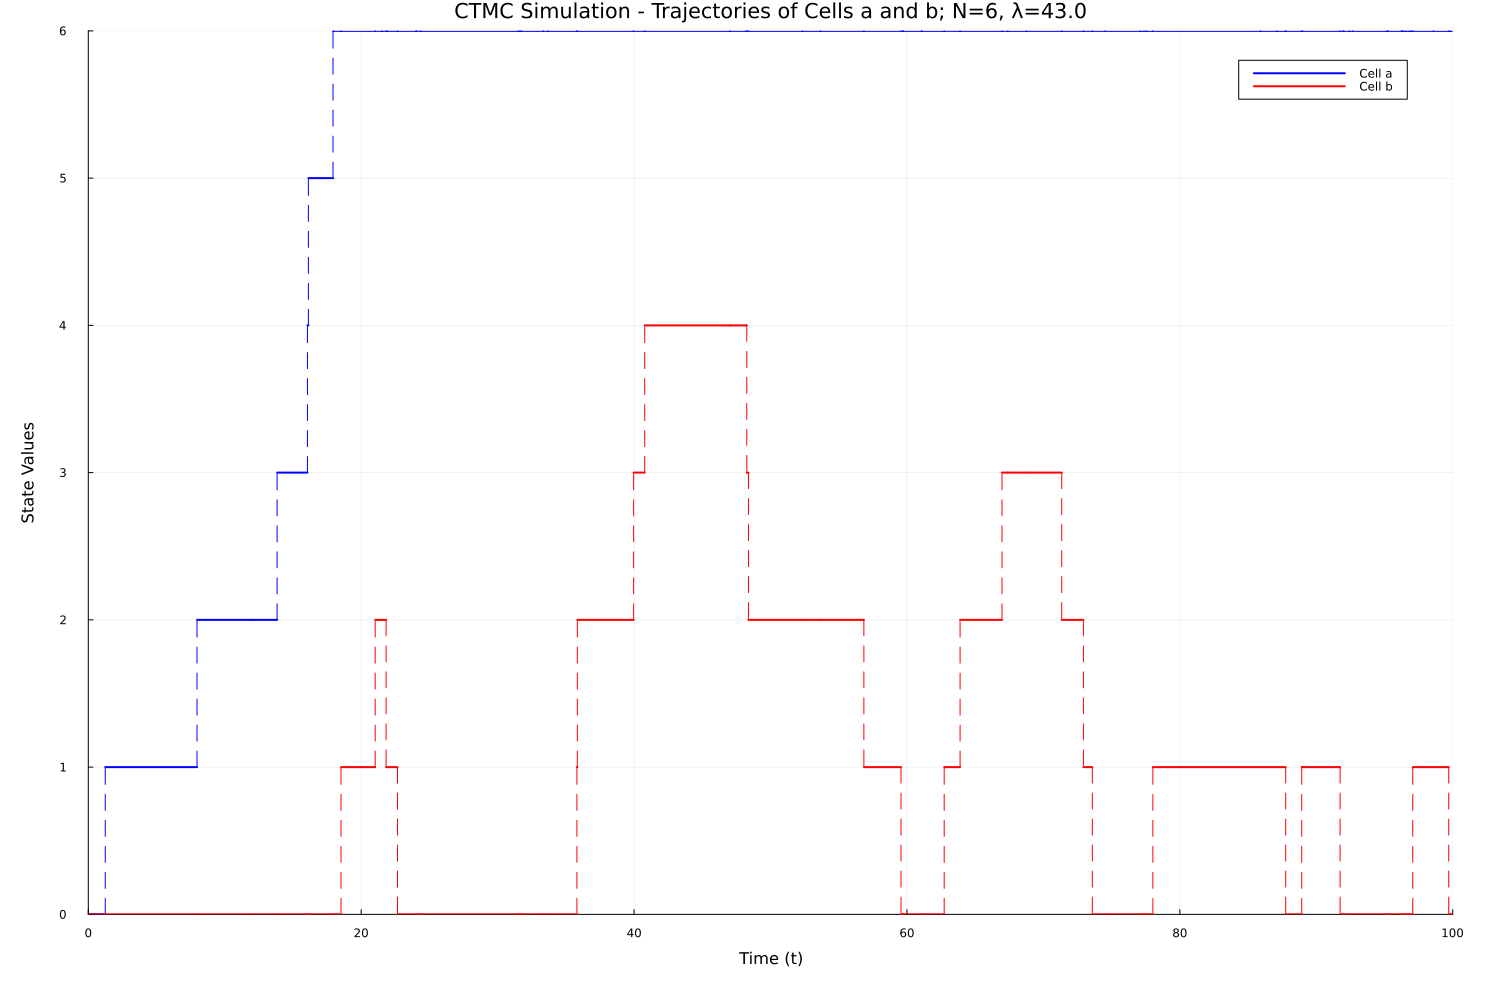 CTMC Simulation - Trajectories of Cells a and b; N=6, λ=43.0
6
5
4
3
2
1
0
State Values
Cell a
Cell b
0 20 40 60 80 100
Time (t)